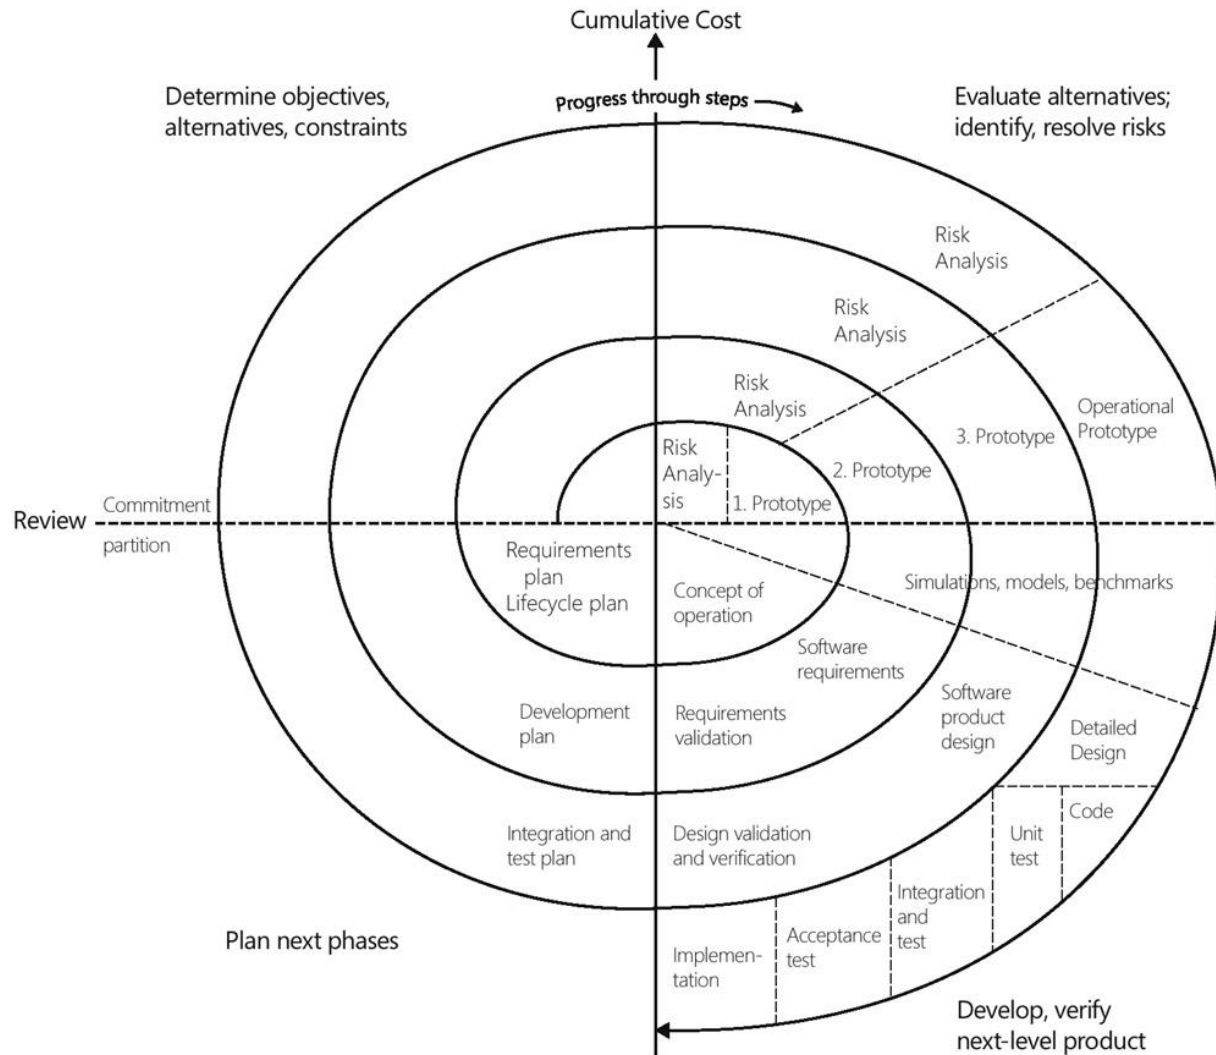 Cumulative Cost
Determine objectives,
alternatives, constraints
Progress through steps
Evaluate alternatives;
identify, resolve risks
Risk
Analysis
Risk
Analysis
Risk
Analysis
Risk
Analy-
sis
1. Prototype
2. Prototype
3. Prototype
Operational
Prototype
Review
Commitment
partition
Requirements
plan
Lifecycle plan
Concept of
operation
Simulations, models, benchmarks
Software
requirements
Software
product
design
Detailed
Design
Development
plan
Requirements
validation
Code
Unit
test
Integration and
test plan
Design validation
and verification
Integration
and
test
Acceptance
test
Implemen-
tation
Plan next phases
Develop, verify
next-level product